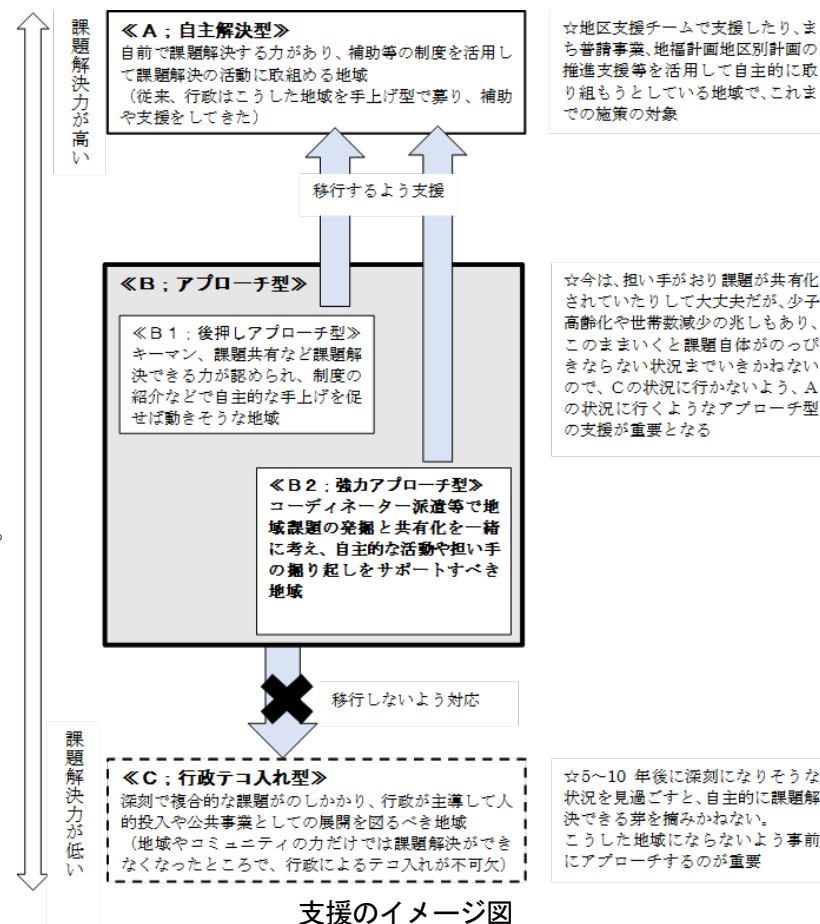 課題解決力が高い
≪A；自主解決型≫
自前で課題解決する力があり、補助等の制度を活用し
て課題解決の活動に取組める地域
（従来、行政はこうした地域を手上げ型で募り、補助
や支援をしてきた）
☆地区支援チームで支援したり、ま
ち普請事業、地福計画地区別計画の
推進支援等を活用して自主的に取
り組もうとしている地域で、これま
での施策の対象
移行するよう支援
≪B；アプローチ型≫
≪B1；後押しアプローチ型≫
キーマン、課題共有など課題解
決できる力が認められ、制度の
紹介などで自主的な手上げを促
せば動きそうな地域
≪B2；強力アプローチ型≫
コーディネーター派遣等で地
域課題の発掘と共有化を一緒
に考え、自主的な活動や担い手
の掘り起しをサポートすべき
地域
☆今は、担い手がおり課題が共有化
されていたりして大丈夫だが、少子
高齢化や世帯数減少の兆しもあり、
このままいくと課題自体がのっぴ
きならない状況までいきかねない
ので、Cの状況に行かないよう、A
の状況に行くようなアプローチ型
の支援が重要となる
移行しないよう対応
課題解決力が低い
≪C；行政テコ入れ型≫
深刻で複合的な課題がのしかかり、行政が主導して人
的投入や公共事業としての展開を図るべき地域
（地域やコミュニティの力だけでは課題解決ができ
なくなったところで、行政によるテコ入れが不可欠）
☆5～10 年後に深刻になりそうな
状況を見過ごすと、自主的に課題解
決できる芽を摘みかねない。
こうした地域にならないよう事前
にアプローチするのが重要
支援のイメージ図